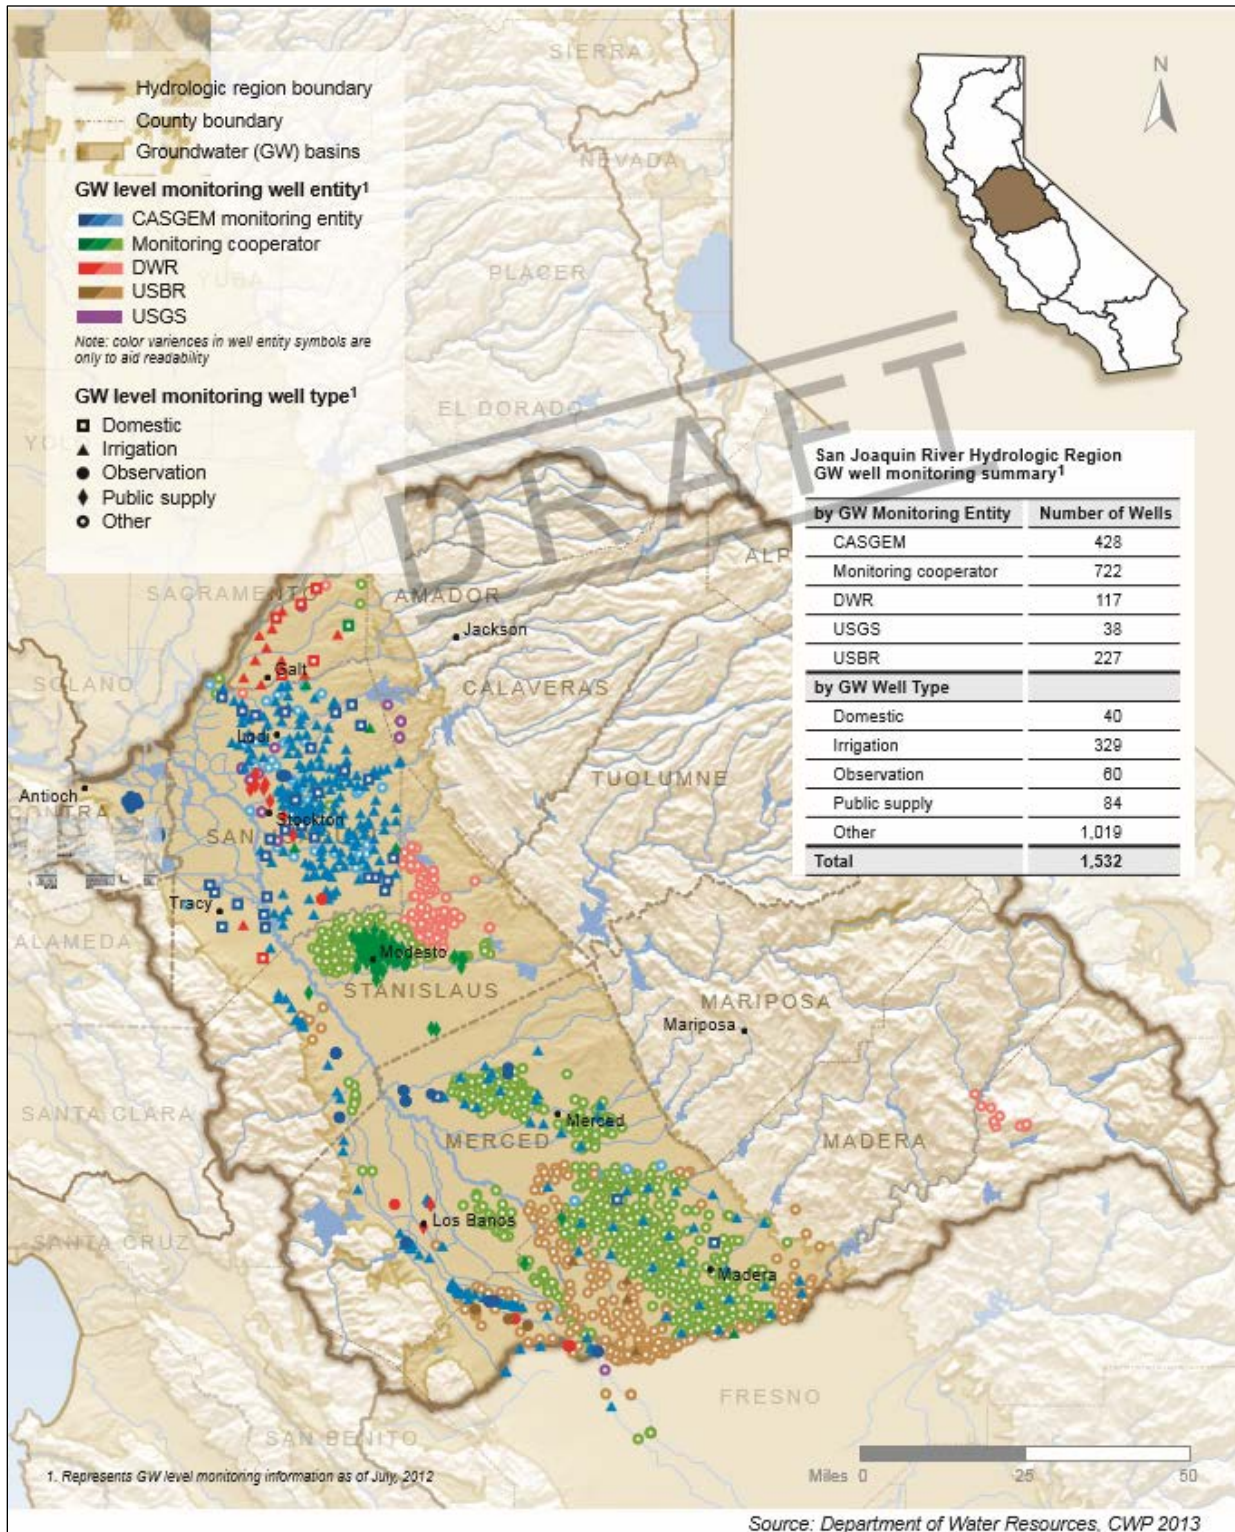 Hydrologic region boundary
County boundary
Groundwater (GW) basins
GW level monitoring well entity1
CASGEM monitoring entity
Monitoring cooperator
DWR
USBR
USGS
Note: color variences in well entity symbols are
only to aid readability
GW level monitoring well type1
Domestic
Irrigation
Observation
Public supply
Other
N
SIERRA
NEVADA
YUBA
PLACER
EL DORADO
DRAFT
San Joaquin River Hydrologic Region
GW well monitoring summary1
by GW Monitoring Entity Number of Wells
CASGEM 428
Monitoring cooperator 722
DWR 117
USGS 38
USBR 227
by GW Well Type
Domestic 40
Irrigation 329
Observation 60
Public supply 84
Other 1,019
Total 1,532
ALP
SACRAMENTO
AMADOR
Jackson
Galt
SOLANO
CALAVERAS
Lodi
TUOLUMNE
Antioch
CONTRA
Stockton
SAN
Tracy
ALAMEDA
Modesto
STANISLAUS
MARIPOSA
Mariposa
SANTA CLARA
Merced
MERCED
MADERA
Los Banos
SANTA CRUZ
Madera
FRESNO
SAN BENITO
1. Represents GW level monitoring information as of July, 2012
Miles 0 25 50
Source: Department of Water Resources, CWP 2013